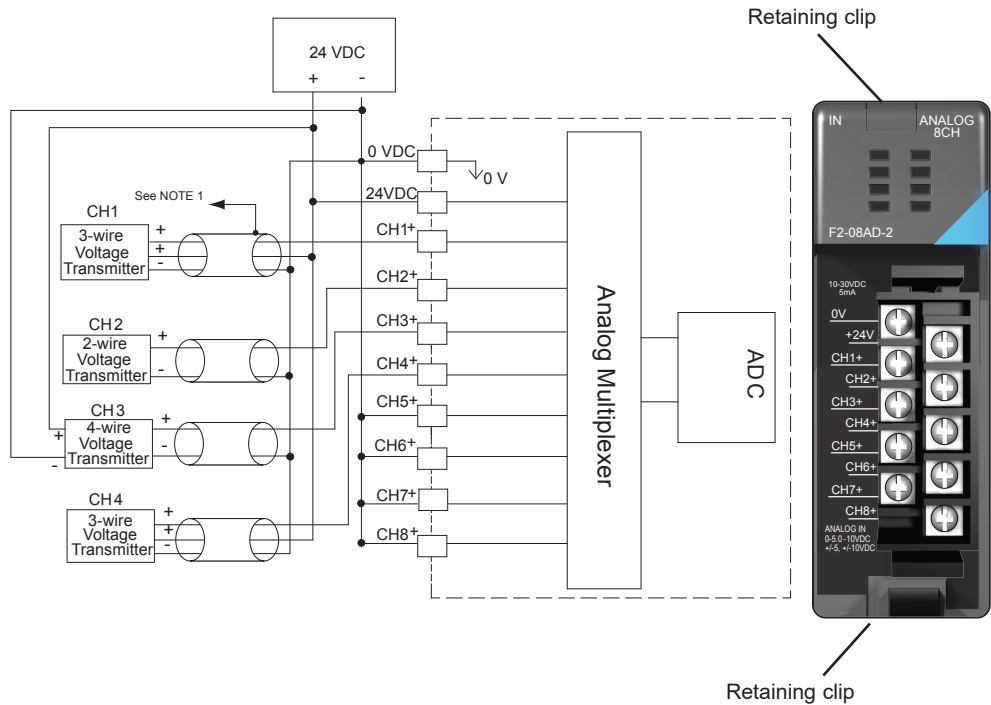 Retaining clip
24 VDC
+ -
0 VDC
0 V
24VDC
See NOTE 1
CH1
3-wire
Voltage
Transmitter
+
+
-
CH1+
CH2
2-wire
Voltage
Transmitter
+
-
CH2+
CH3+
CH3
4-wire
Voltage
Transmitter
+
-
+
-
CH4+
CH5+
CH6+
CH4
3-wire
Voltage
Transmitter
+
+
-
CH7+
CH8+
Analog Multiplexer
ADC
IN
ANALOG
8CH
F2-08AD-2
10-30VDC
5mA
0V
+24V
CH1+
CH2+
CH3+
CH4+
CH5+
CH6+
CH7+
CH8+
ANALOG IN
0-5.0-10VDC
+/-5, +/-10VDC
Retaining clip